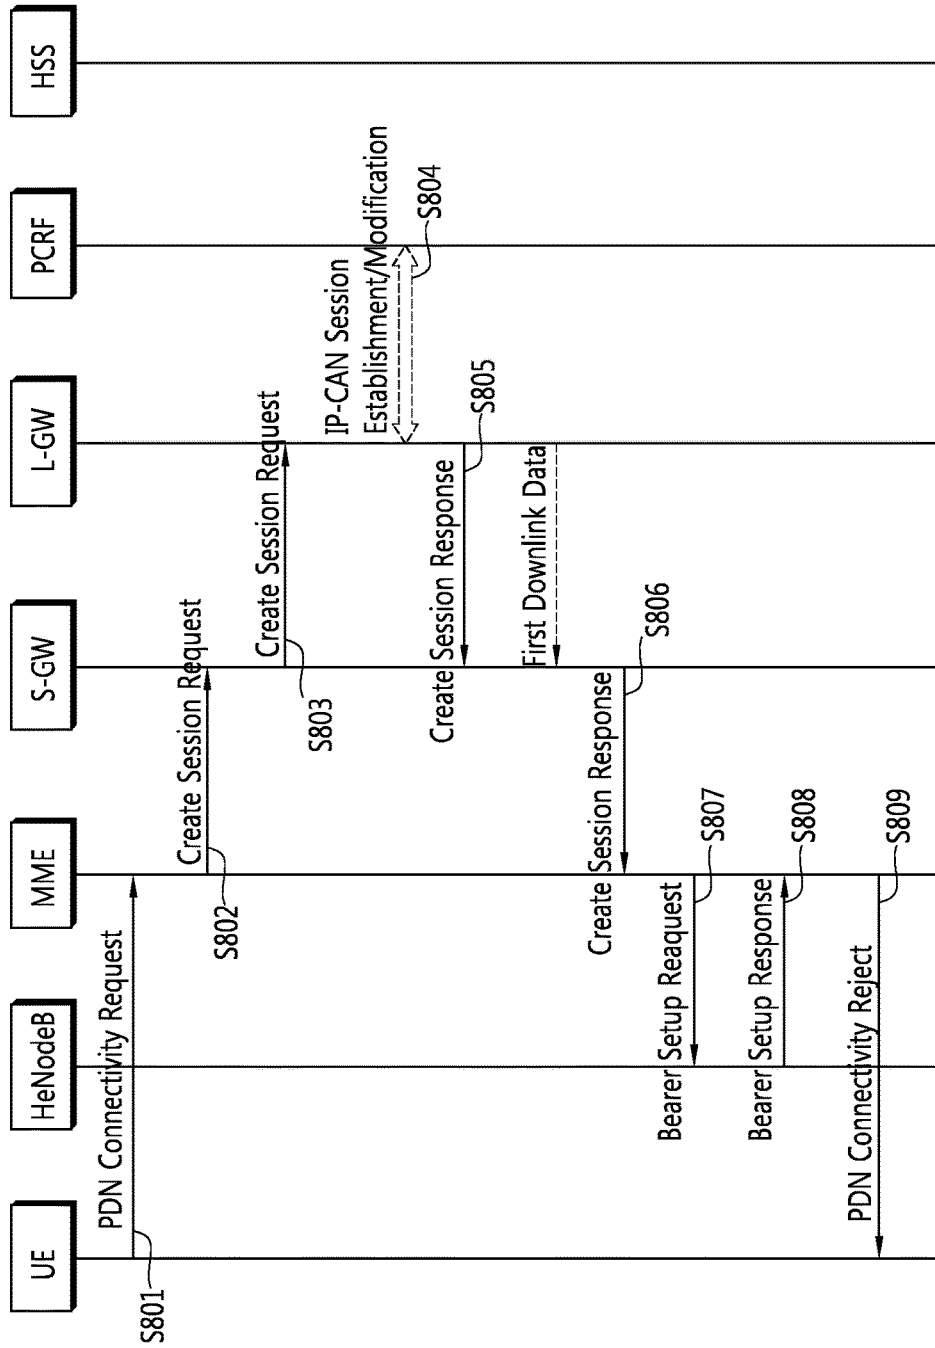 UE
HeNodeB
MME
S-GW
L-GW
PCRF
HSS
PDN Connectivity Request
S801
Create Session Request
S802
Create Session Request
S803
IP-CAN Session
Establishment/Modification
S804
Create Session Response
S805
First Downlink Data
Create Session Response
S806
Bearer Setup Reaquest
S807
Bearer Setup Response
S808
PDN Connectivity Reject
S809